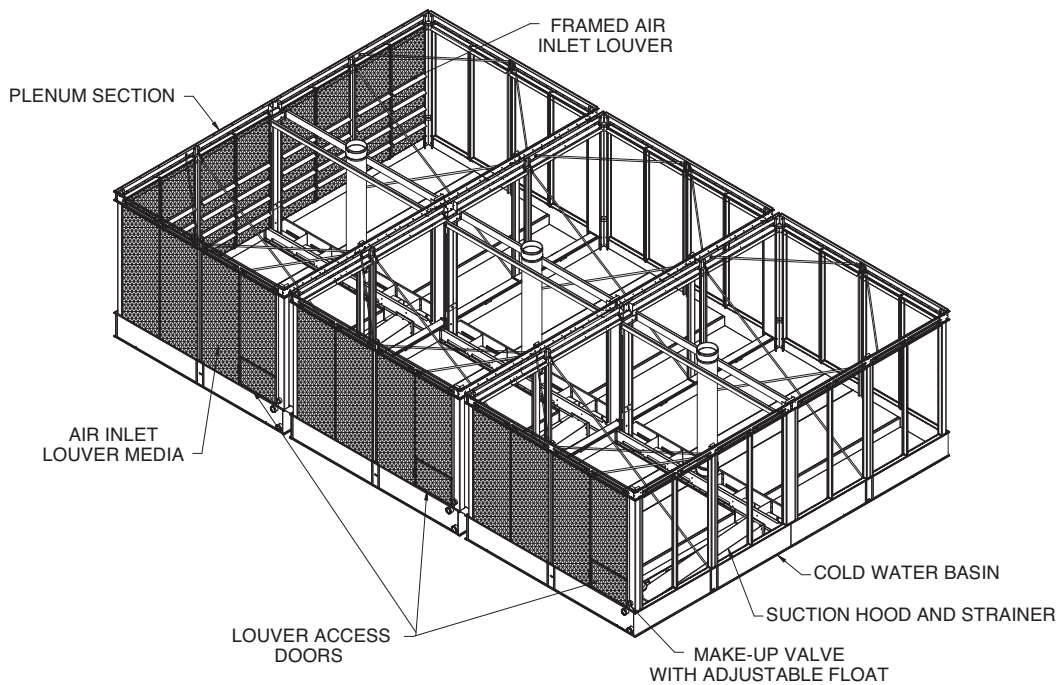 FRAMED AIR
INLET LOUVER
PLENUM SECTION
AIR INLET
LOUVER MEDIA
COLD WATER BASIN
SUCTION HOOD AND STRAINER
LOUVER ACCESS
DOORS
MAKE-UP VALVE
WITH ADJUSTABLE FLOAT